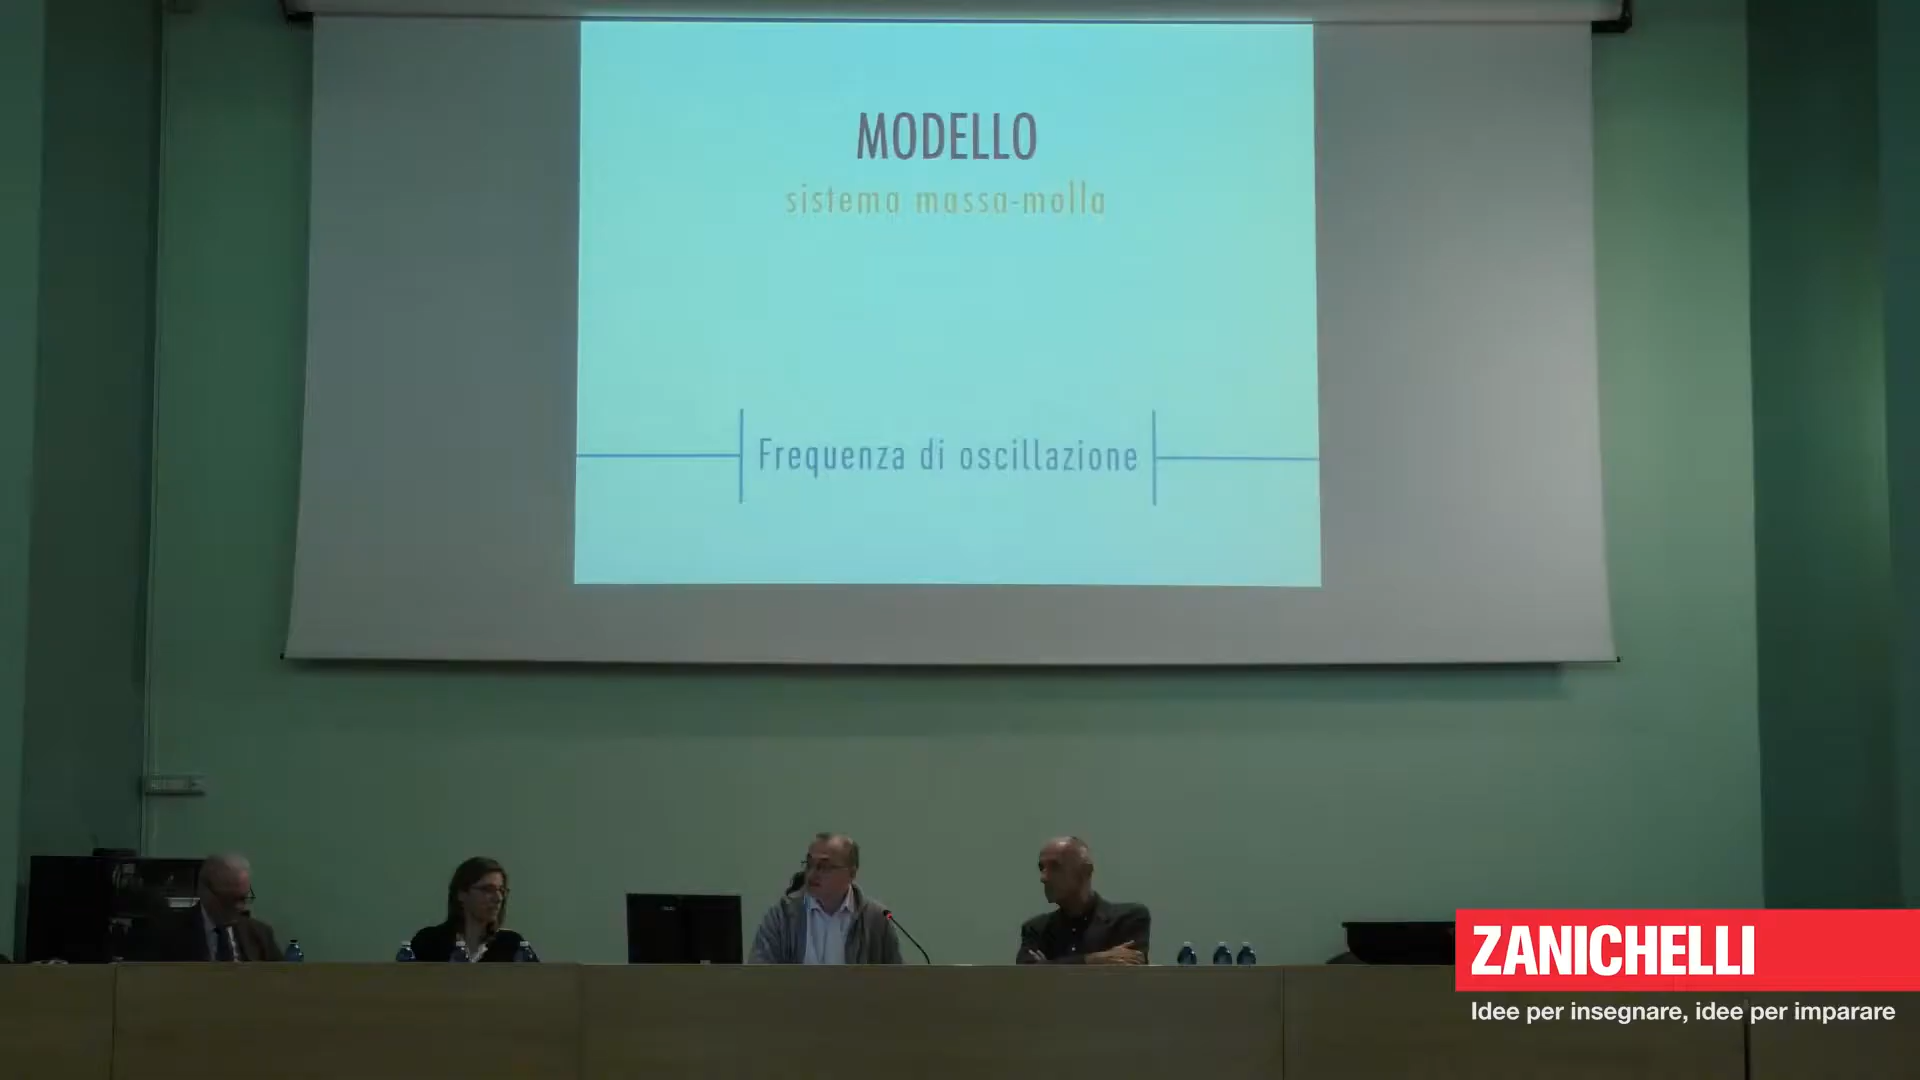 MODELLO
sistema massa-molla
Frequenza di oscillazione
ZANICHELLI
Idee per insegnare, idee per imparare